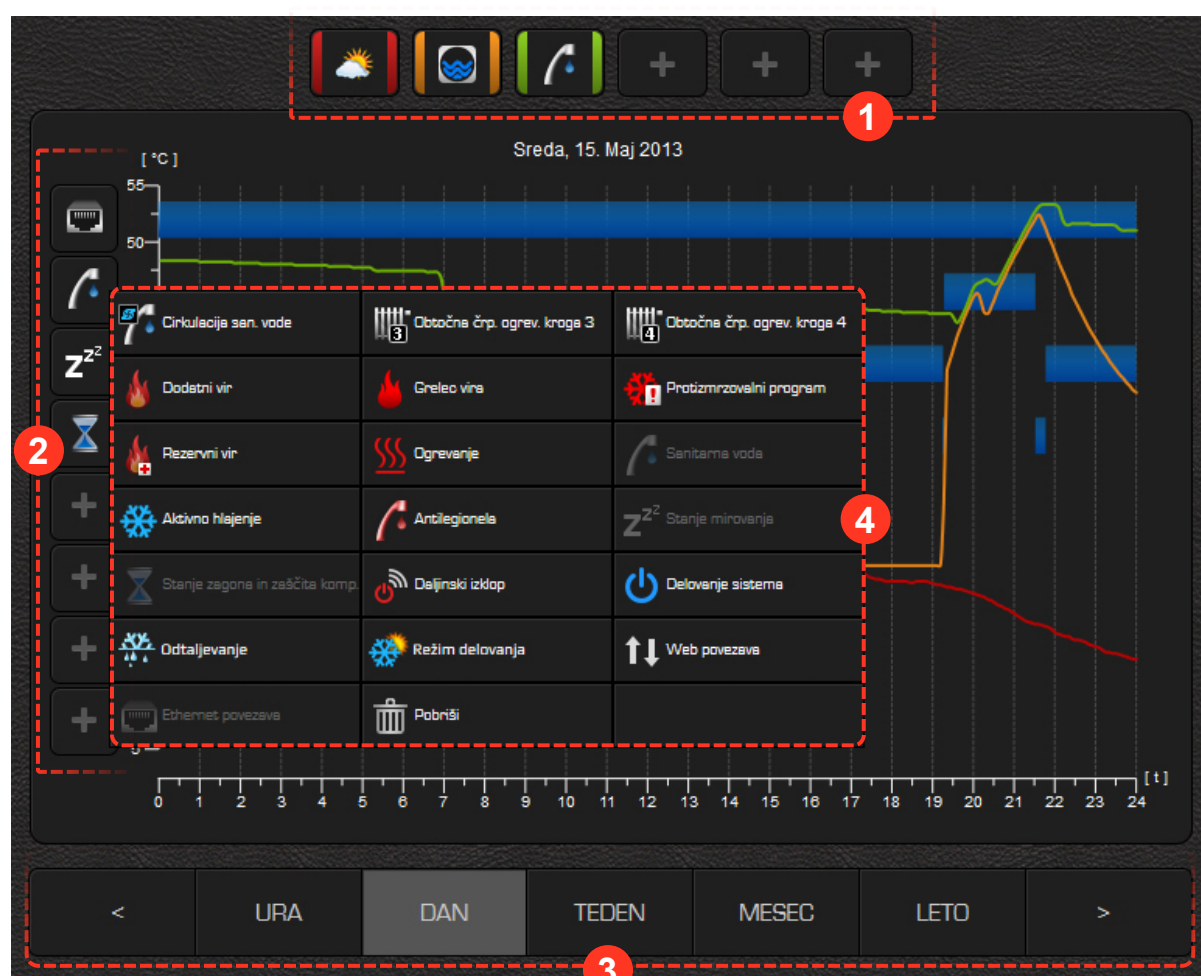 1
Sreda, 15. Maj 2013
[ °C ]
55
50
Cirkulacija san. vode
3 Obtočna črp. ogrev. kroga 3
4 Obtočna črp. ogrev. kroga 4
Dodatni vir
Grelec vira
Protizmrzovalni program
zzz
2
Rezervni vir
Ogrevanje
Sanitarna voda
Aktivno hlajenje
Antilegionela
zzz Stanje mirovanja
4
Stanje zagona in zaščita komp.
Daljinski izklop
Delovanje sistema
Odtaljevanje
Režim delovanja
Web povezava
Ethernet povezava
Pobriši
[ t ]
0 1 2 3 4 5 6 7 8 9 10 11 12 13 14 15 16 17 18 19 20 21 22 23 24
< URA DAN TEDEN MESEC LETO >
3